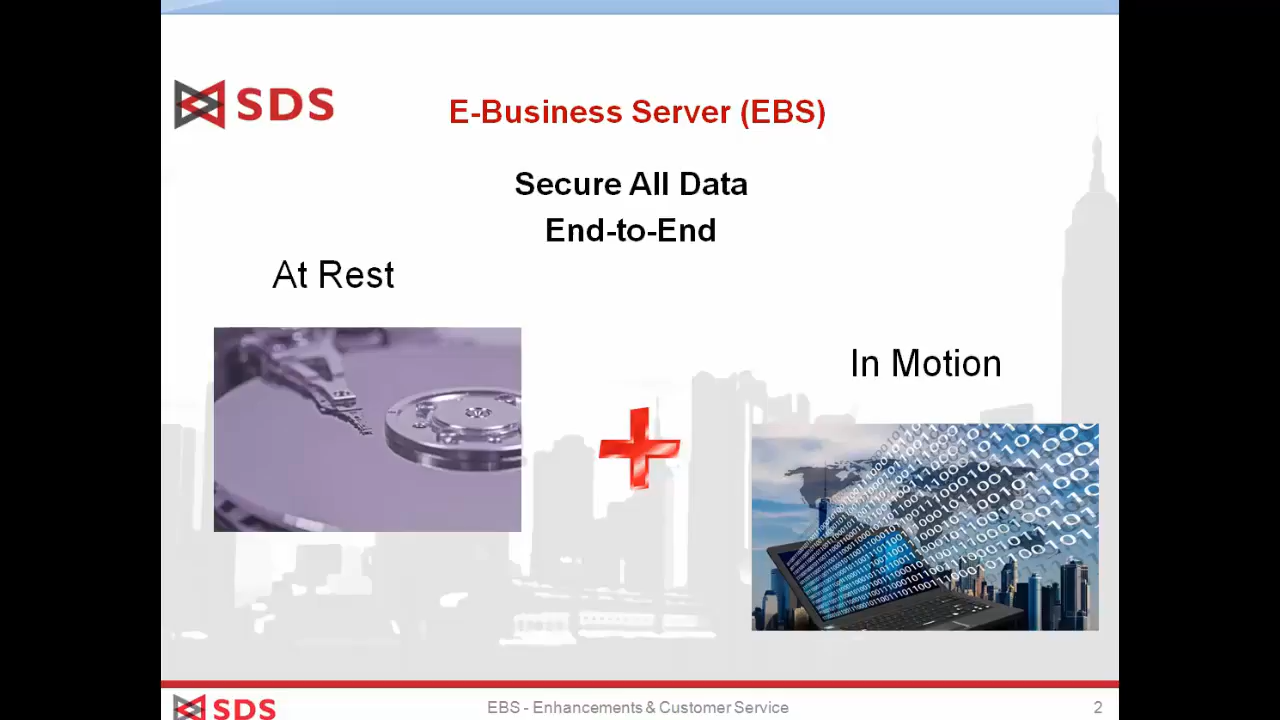 SDS
E-Business Server (EBS)
Secure All Data
End-to-End
At Rest
In Motion
SDS
EBS - Enhancements & Customer Service
2